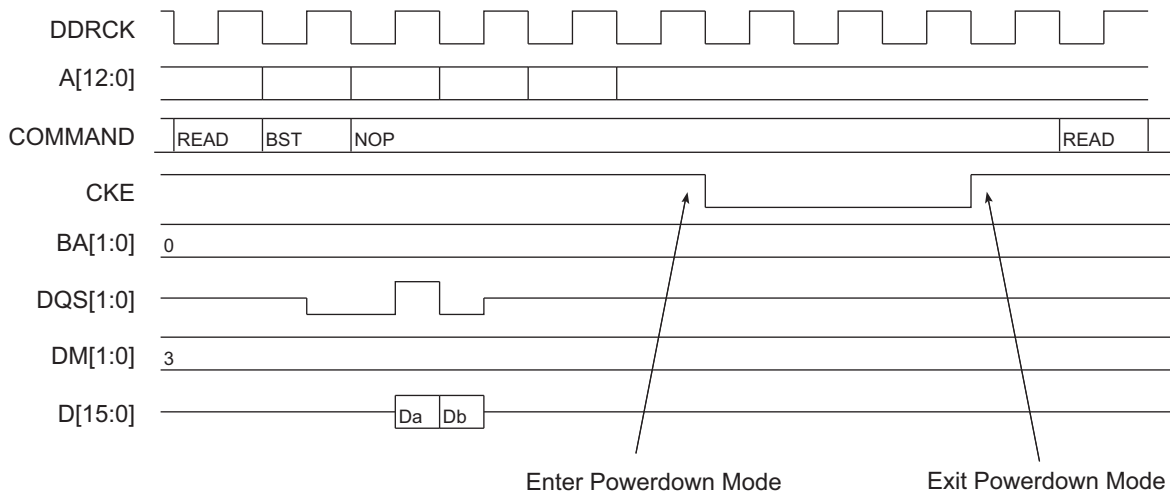 DDRCK
A[12:0]
COMMAND READ BST NOP READ
CKE
BA[1:0] 0
DQS[1:0]
DM[1:0] 3
D[15:0] Da Db
Enter Powerdown Mode Exit Powerdown Mode